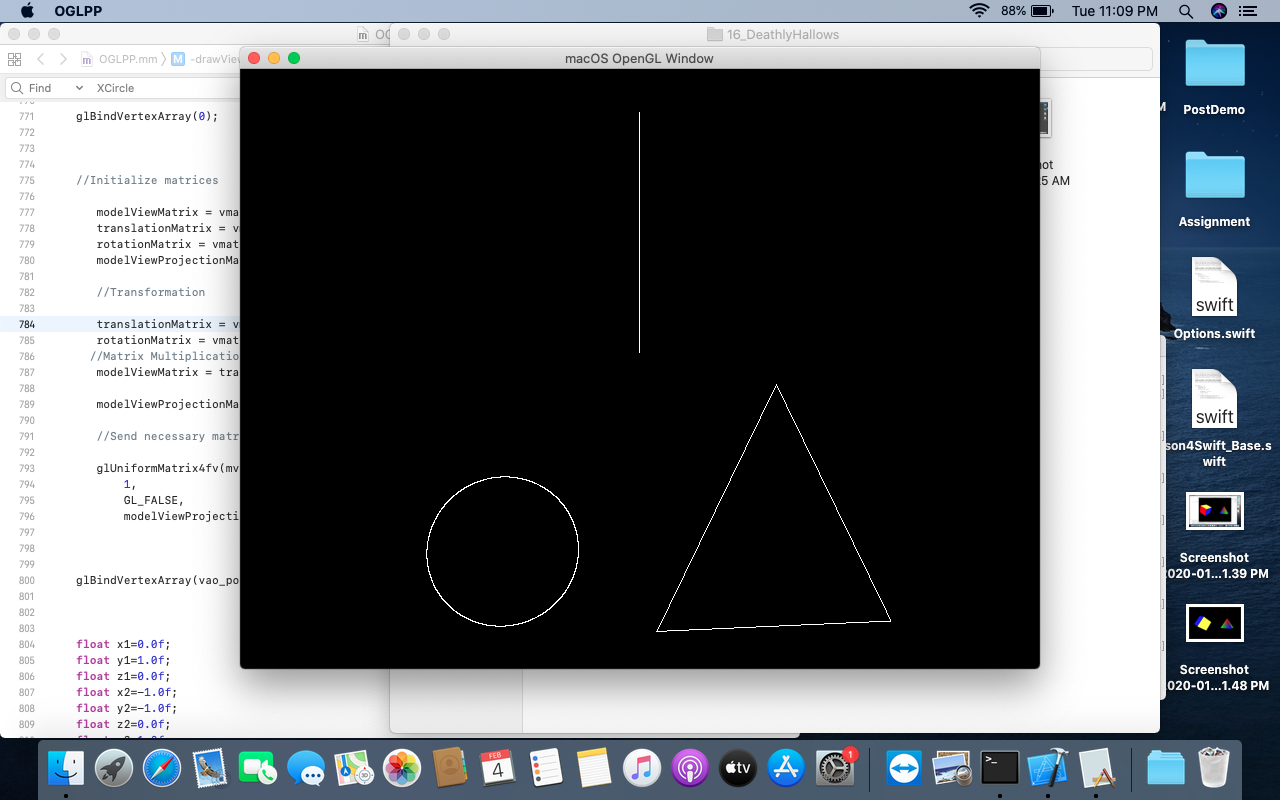 OGLPP
88%
Tue 11:09 PM
16_DeathlyHallows
OGLPP.mm
M
-drawVie
Find
XCircle
macOS OpenGL Window
771 glBindVertexArray(0);
772
773
774
775 //Initialize matrices
776
777 modelViewMatrix = vma
778 translationMatrix = v
779 rotationMatrix = vmat
780 modelViewProjectionMa
781
782 //Transformation
783
784 translationMatrix = v
785 rotationMatrix = vmat
786 //Matrix Multiplicatio
787 modelViewMatrix = tra
788
789 modelViewProjectionMa
790
791 //Send necessary matr
792
793 glUniformMatrix4fv(mv
794 1,
795 GL_FALSE,
796 modelViewProjecti
797
798
799
800 glBindVertexArray(vao_po
801
802
803
804 float x1=0.0f;
805 float y1=1.0f;
806 float z1=0.0f;
807 float x2=-1.0f;
808 float y2=-1.0f;
809 float z2=0.0f;
ot
5 AM
PostDemo
Assignment
swift
Options.swift
swift
son4Swift_Base.s
wift
Screenshot
020-01...1.39 PM
Screenshot
020-01...1.48 PM
FEB
4
tv
1
>_